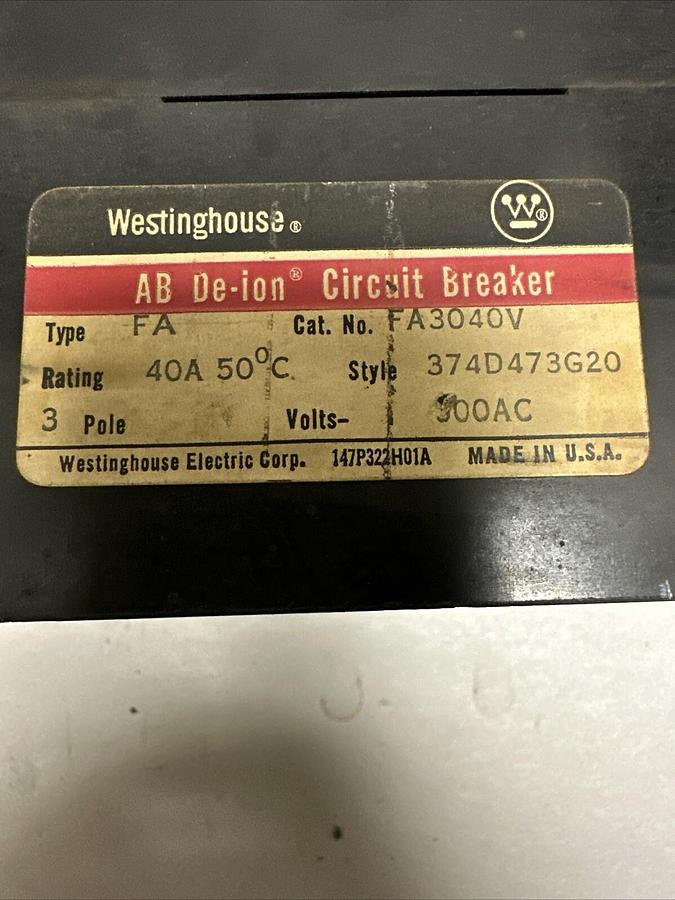 Westinghouse®
W®
AB De-ion® Circuit Breaker
Type FA Cat. No. FA3040V
Rating 40A 50°C. Style 374D473G20
3 Pole Volts-
Westinghouse Electric Corp. 147P322H01A MADE IN U.S.A.